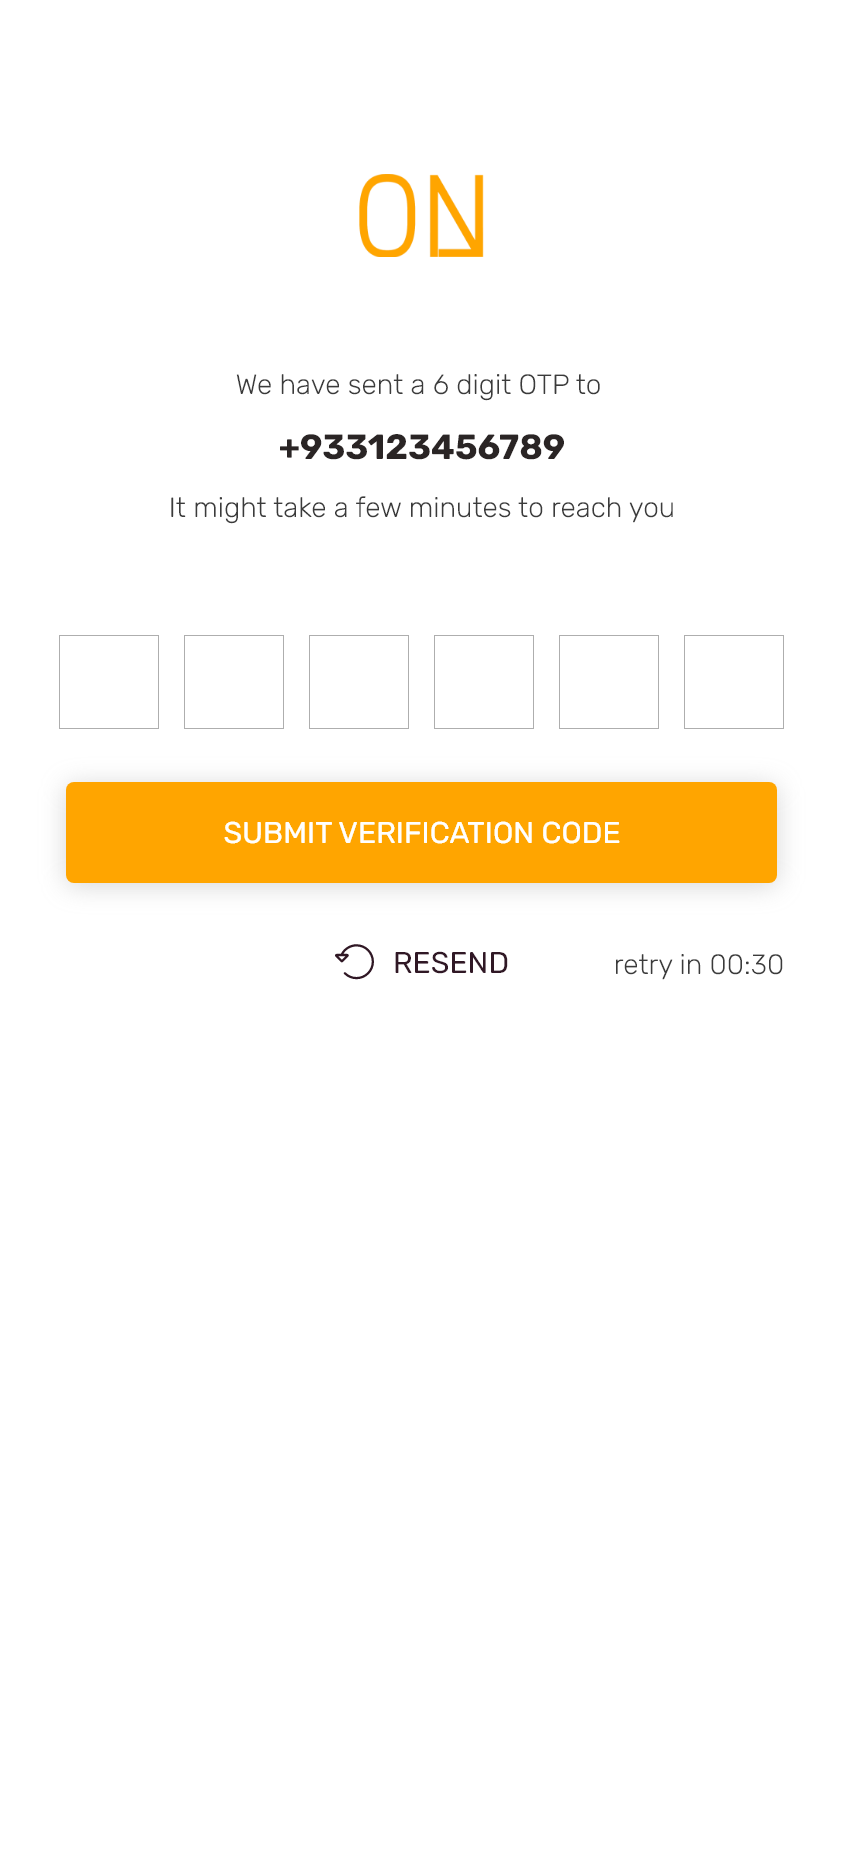 ON
We have sent a 6 digit OTP to
+933123456789
It might take a few minutes to reach you
SUBMIT VERIFICATION CODE
RESEND
retry in 00:30